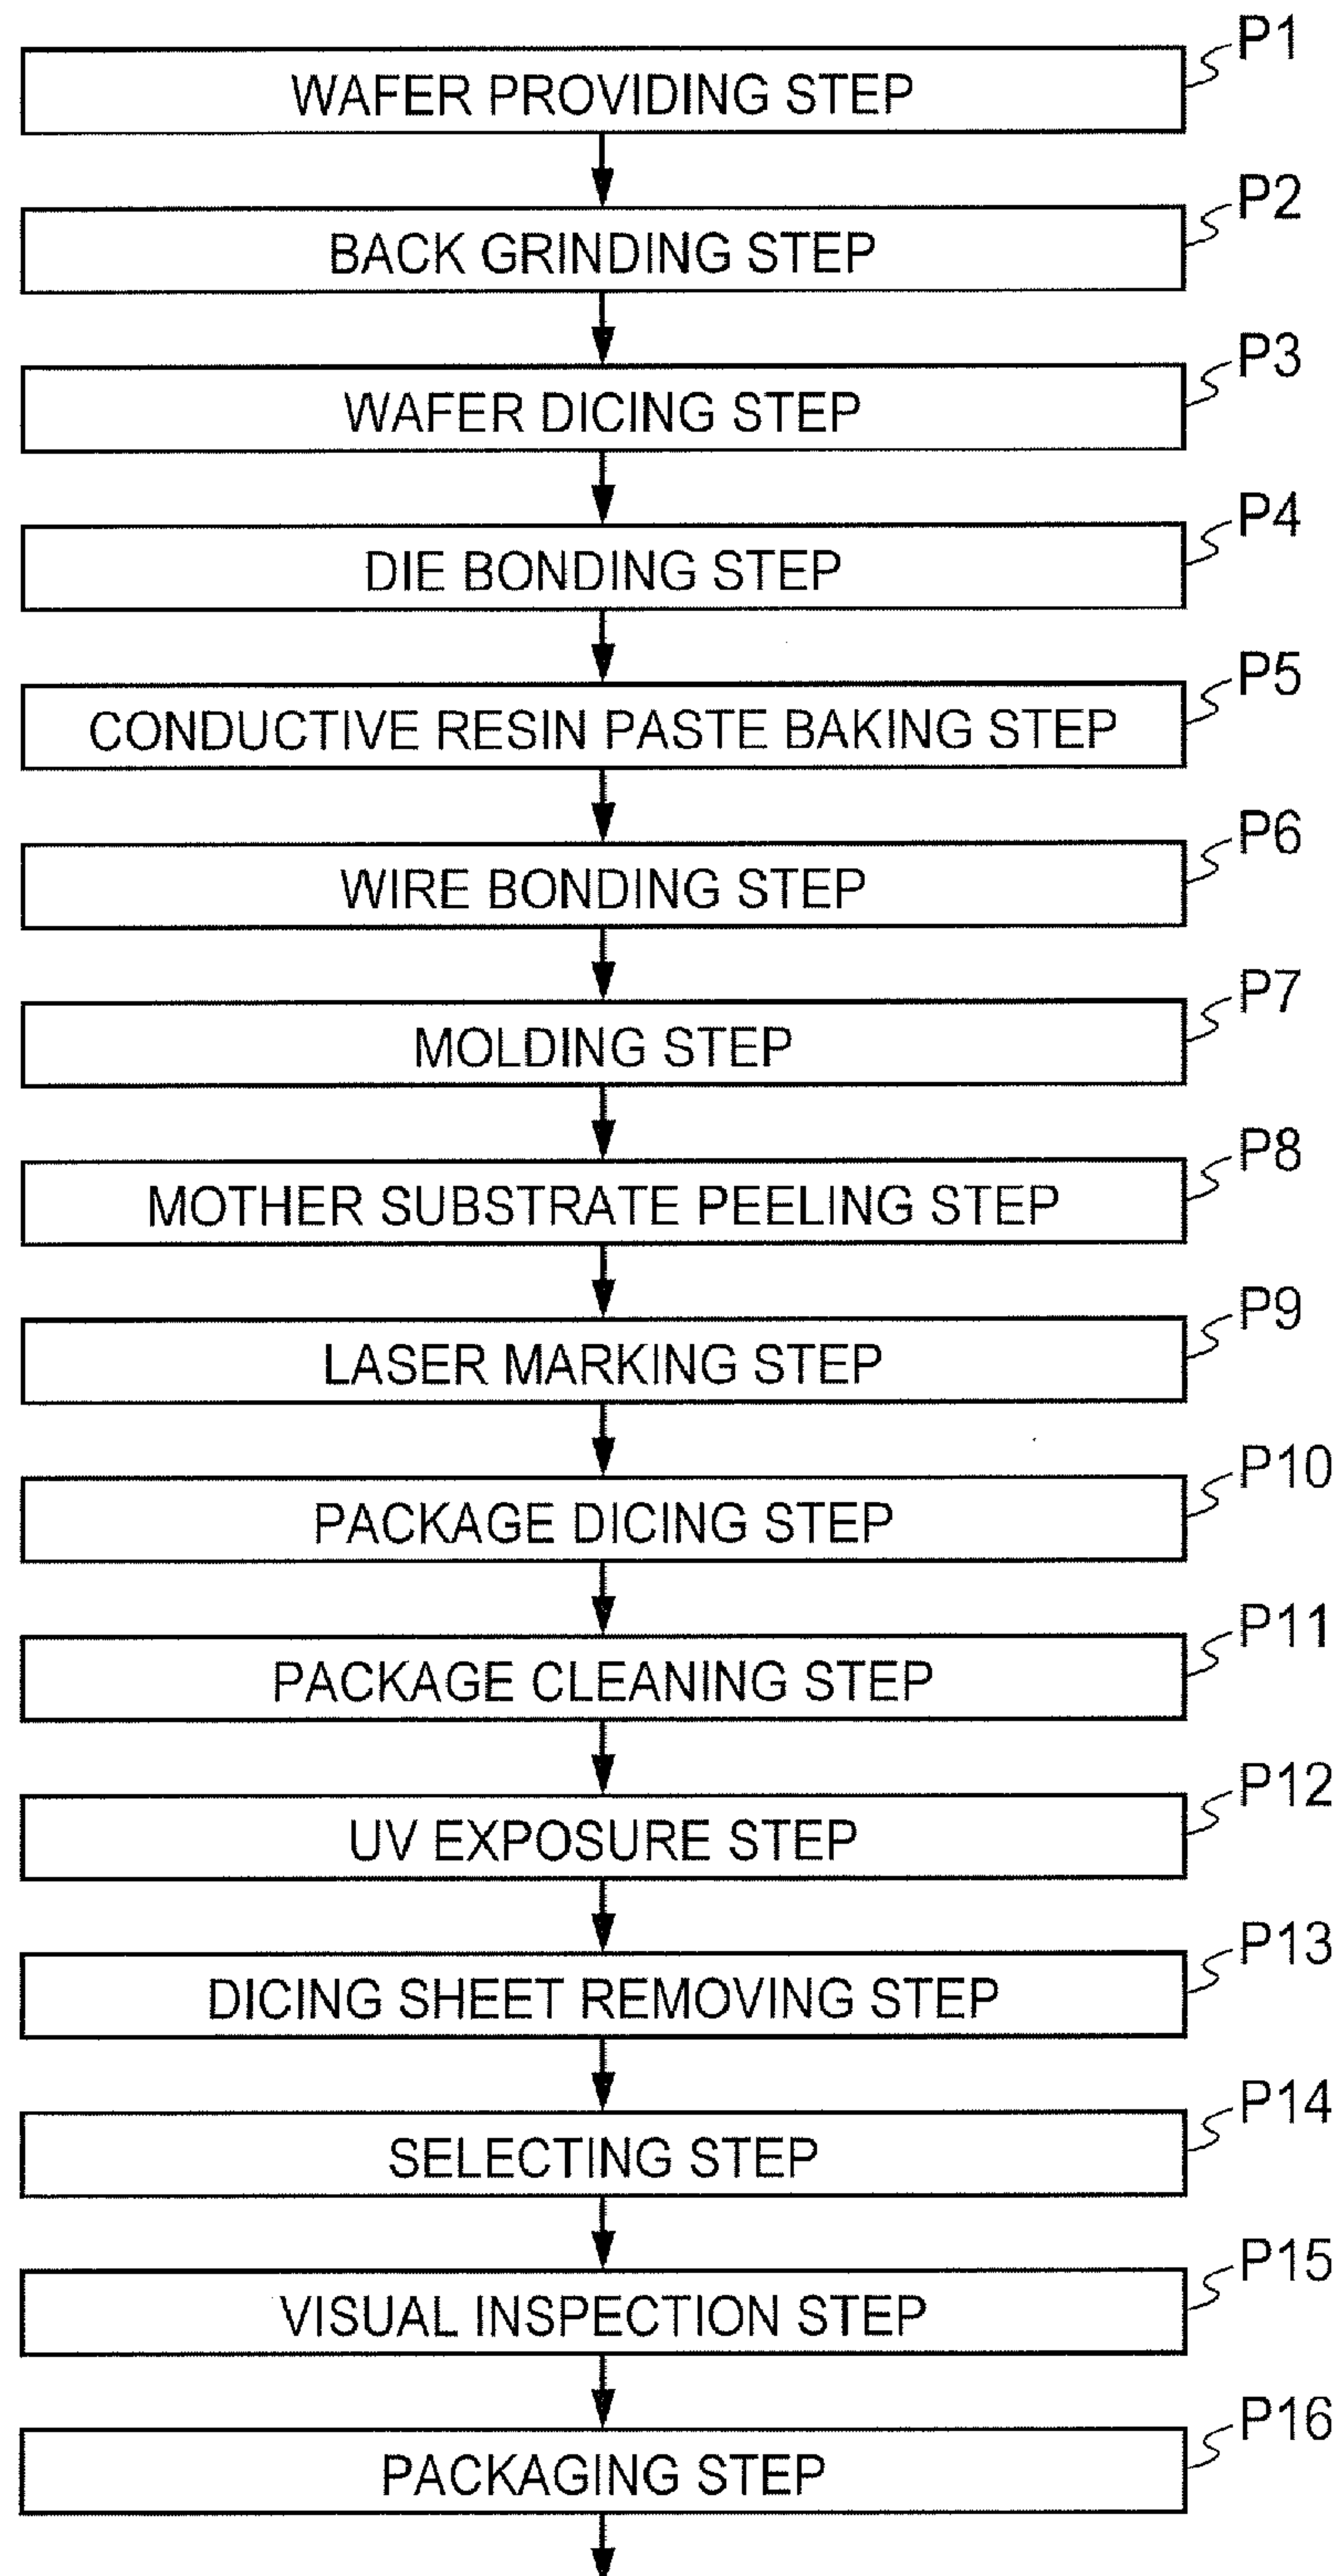 P1
WAFER PROVIDING STEP
P2
BACK GRINDING STEP
P3
WAFER DICING STEP
P4
DIE BONDING STEP
P5
CONDUCTIVE RESIN PASTE BAKING STEP
P6
WIRE BONDING STEP
P7
MOLDING STEP
P8
MOTHER SUBSTRATE PEELING STEP
P9
LASER MARKING STEP
P10
PACKAGE DICING STEP
P11
PACKAGE CLEANING STEP
P12
UV EXPOSURE STEP
P13
DICING SHEET REMOVING STEP
P14
SELECTING STEP
P15
VISUAL INSPECTION STEP
P16
PACKAGING STEP